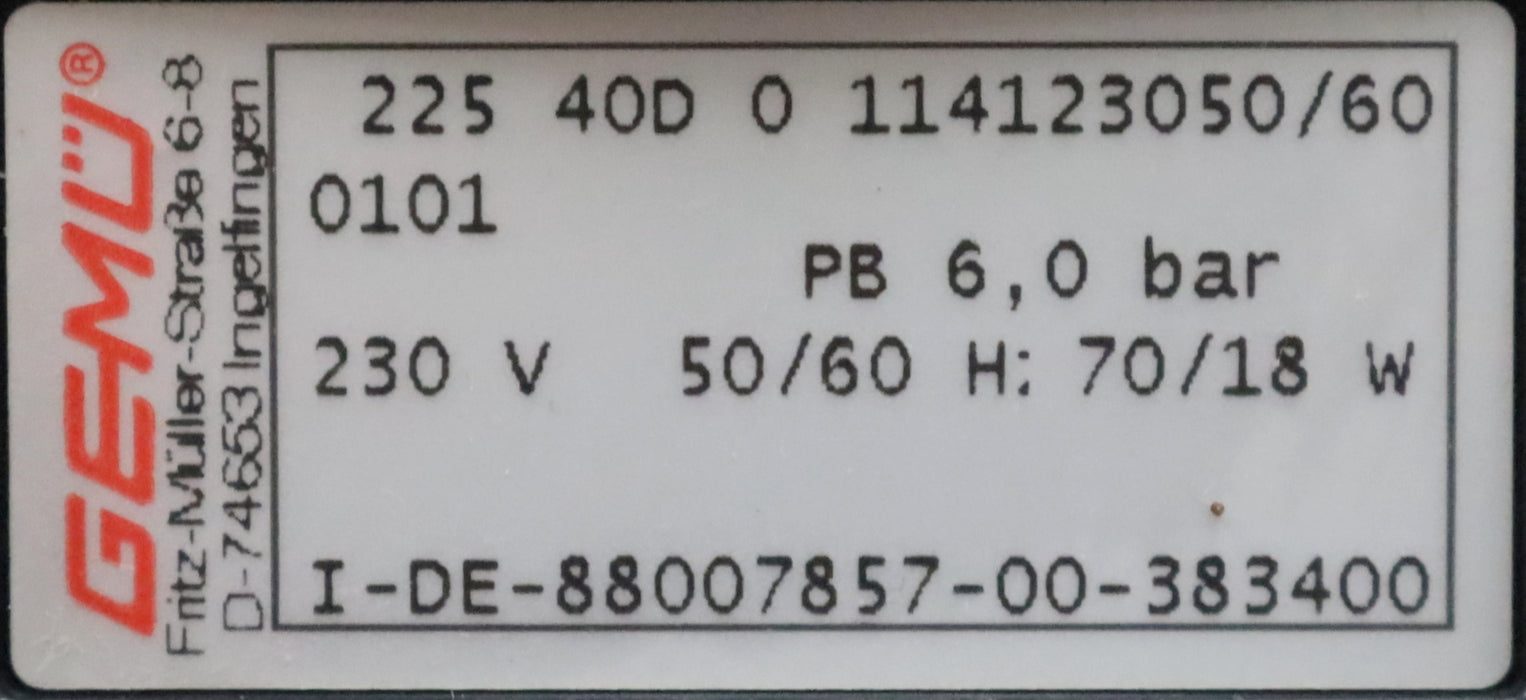 GEMÜ®
Fritz-Müller-Straße 6-8
D-74653 Ingelfingen
225 40D 0 114123050/60
0101
PB 6,0 bar
230 V 50/60 H: 70/18 W
I-DE-88007857-00-383400